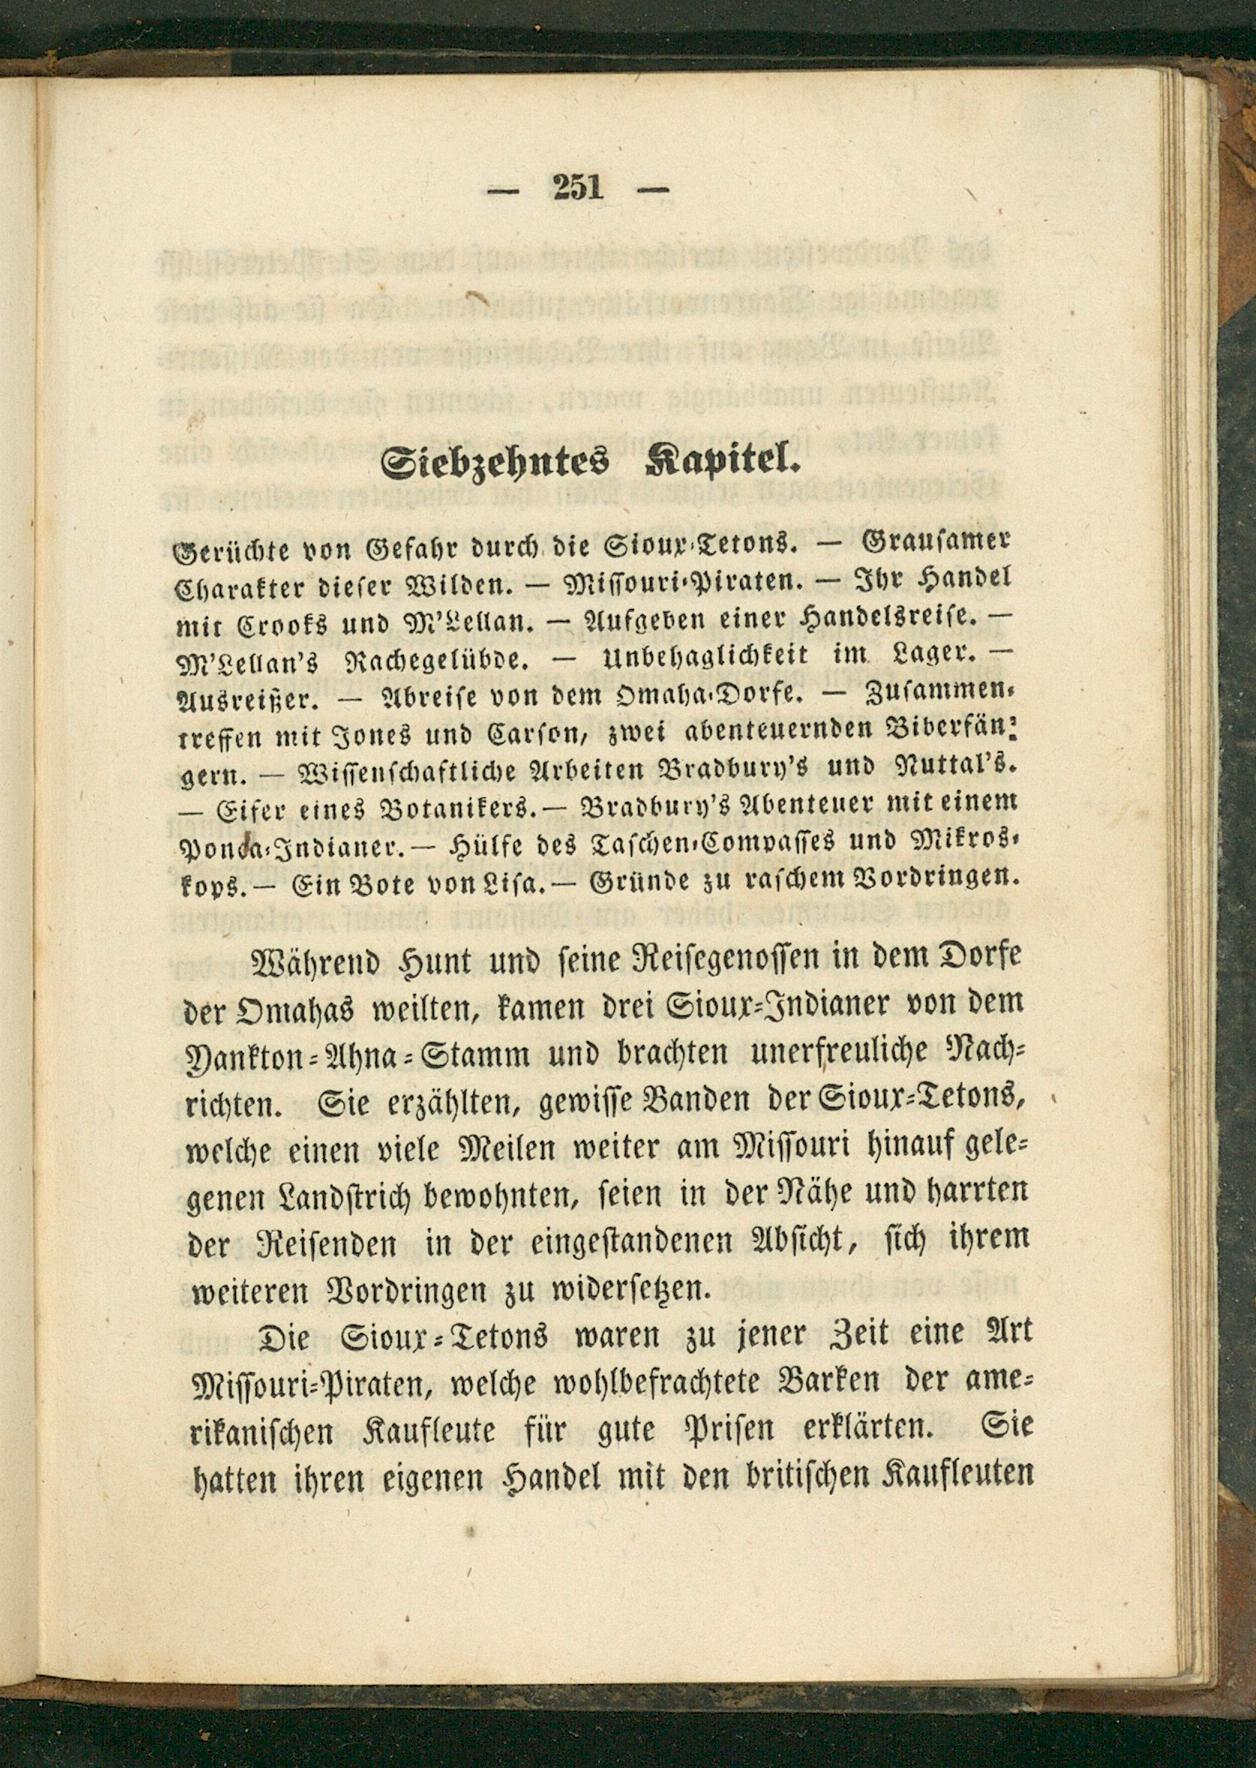 — 251 —
Siebzehntes Kapitel.
Gerüchte von Gefahr durch die Sioux-Tetons. — Grausamer
Charakter dieser Wilden. — Missouri-Piraten. — Ihr Handel
mit Crooks und M'Lellan. — Aufgeben einer Handelsreise. —
M'Lellan's Rachegelübde. — Unbehaglichkeit im Lager. —
Ausreißer. — Abreise von dem Omaha-Dorfe. — Zusammen-
treffen mit Jones und Carson, zwei abenteuernden Biberfän-
gern. — Wissenschaftliche Arbeiten Bradbury's und Nuttal's.
— Eifer eines Botanikers. — Bradbury's Abenteuer mit einem
Ponca-Indianer. — Hülfe des Taschen-Compasses und Mikros-
kops. — Ein Bote von Lisa. — Gründe zu raschem Vordringen.
Während Hunt und seine Reisegenossen in dem Dorfe
der Omahas weilten, kamen drei Sioux-Indianer von dem
Yankton-Ahna-Stamm und brachten unerfreuliche Nach-
richten. Sie erzählten, gewisse Banden der Sioux-Tetons,
welche einen viele Meilen weiter am Missouri hinauf gele-
genen Landstrich bewohnten, seien in der Nähe und harrten
der Reisenden in der eingestandenen Absicht, sich ihrem
weiteren Vordringen zu widersetzen.
Die Sioux-Tetons waren zu jener Zeit eine Art
Missouri-Piraten, welche wohlbefrachtete Barken der ame-
rikanischen Kaufleute für gute Prisen erklärten. Sie
hatten ihren eigenen Handel mit den britischen Kaufleuten